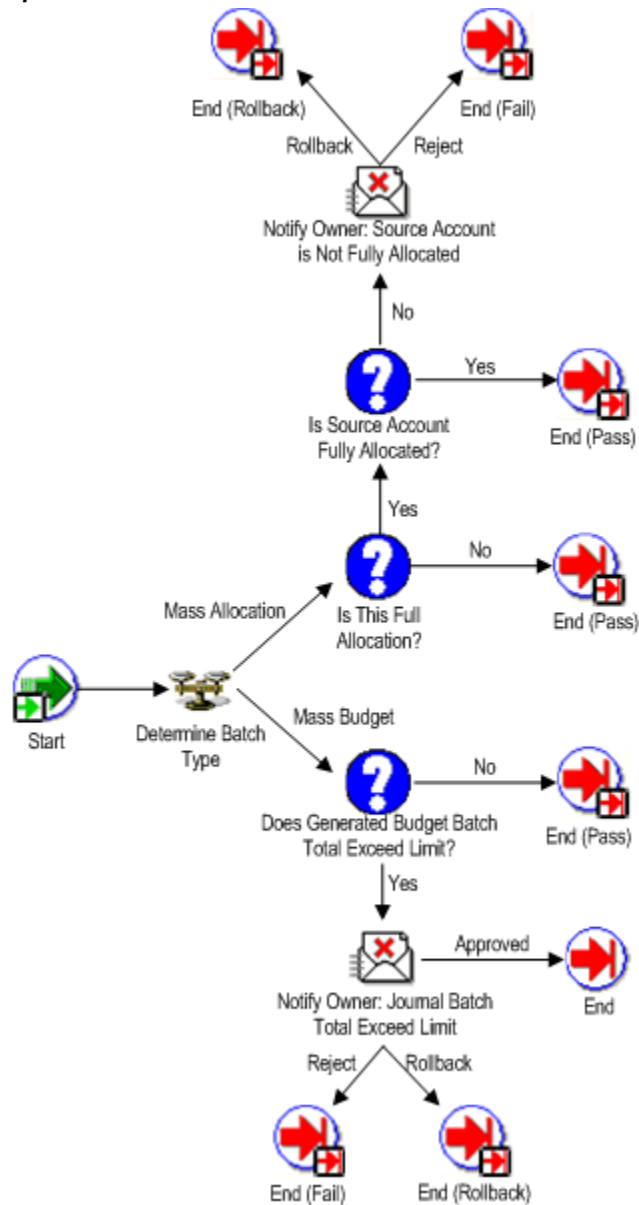 End (Rollback)
End (Fail)
Rollback
Reject
Notify Owner: Source Account
is Not Fully Allocated
No
Is Source Account
Fully Allocated?
Yes
End (Pass)
Yes
Is This Full
Allocation?
No
End (Pass)
Mass Allocation
Start
Determine Batch
Type
Mass Budget
Does Generated Budget Batch
Total Exceed Limit?
No
End (Pass)
Yes
Notify Owner: Journal Batch
Total Exceed Limit
Approved
End
Reject
Rollback
End (Fail)
End (Rollback)